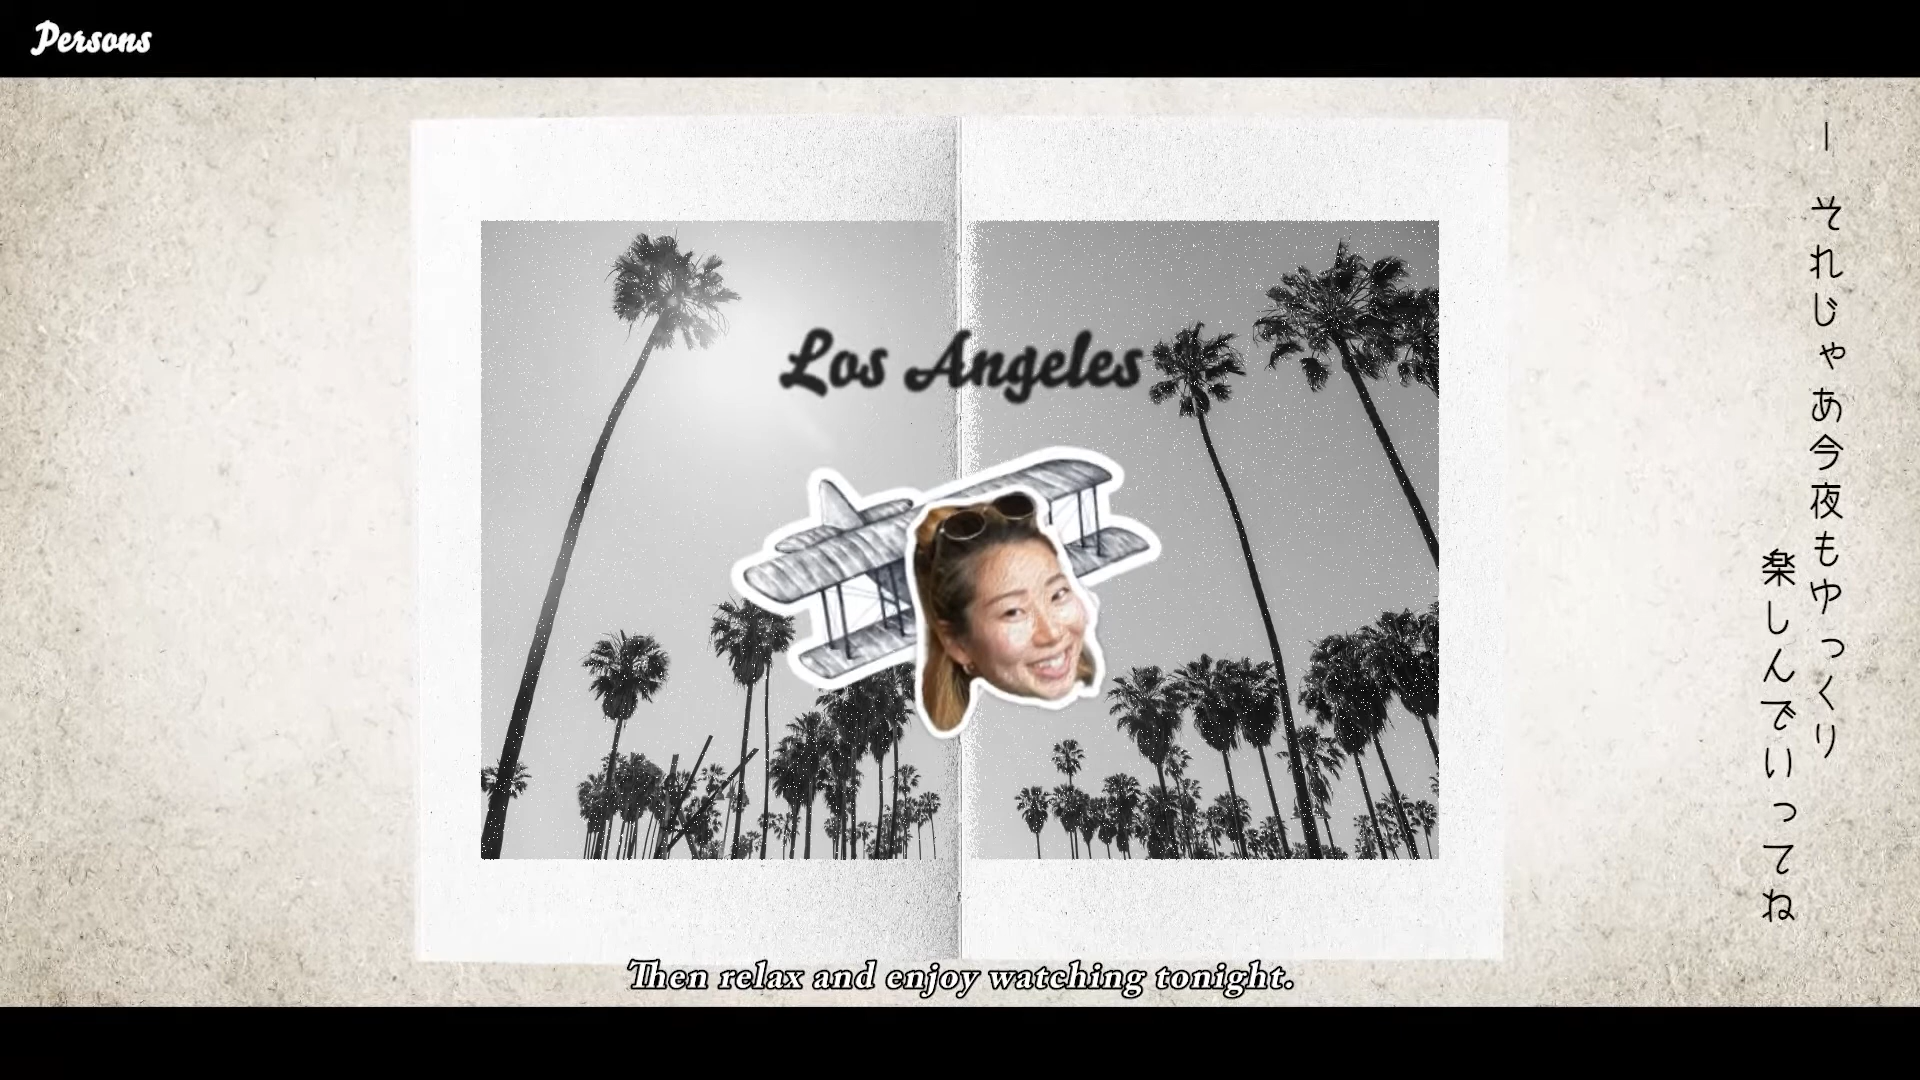 Persons
Los Angeles
ー それじゃあ今夜もゆっくり
楽しんでいってね
Then relax and enjoy watching tonight.